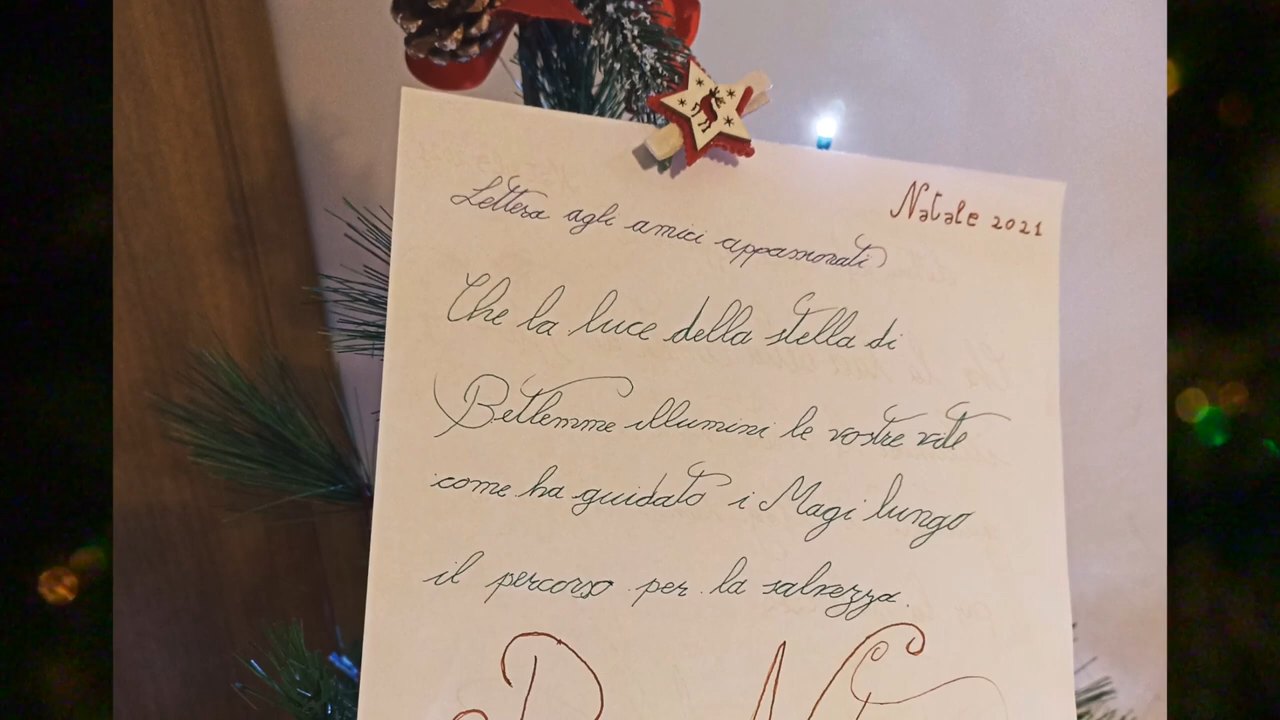 Natale 2021
Lettera agli amici appassionati
Che la luce della stella di
Betlemme illumini le vostre vite
come ha guidato i Magi lungo
il percorso per la salvezza.